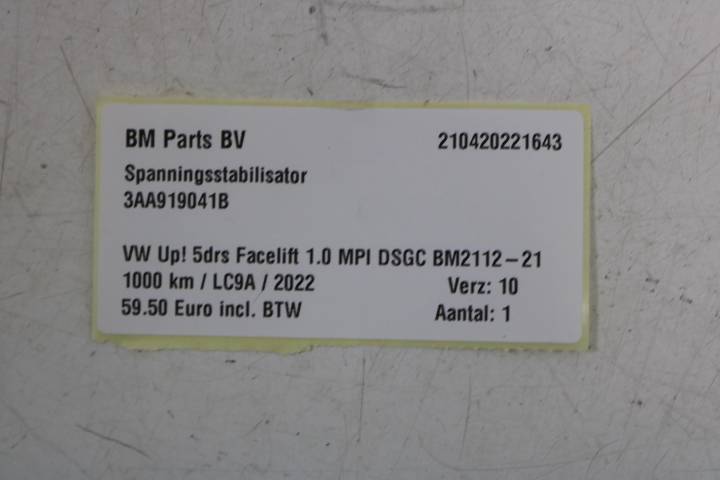 BM Parts BV 210420221643
Spanningsstabilisator
3AA919041B
VW Up! 5drs Facelift 1.0 MPI DSGC BM2112-21
1000 km / LC9A / 2022 Verz: 10
59.50 Euro incl. BTW Aantal: 1